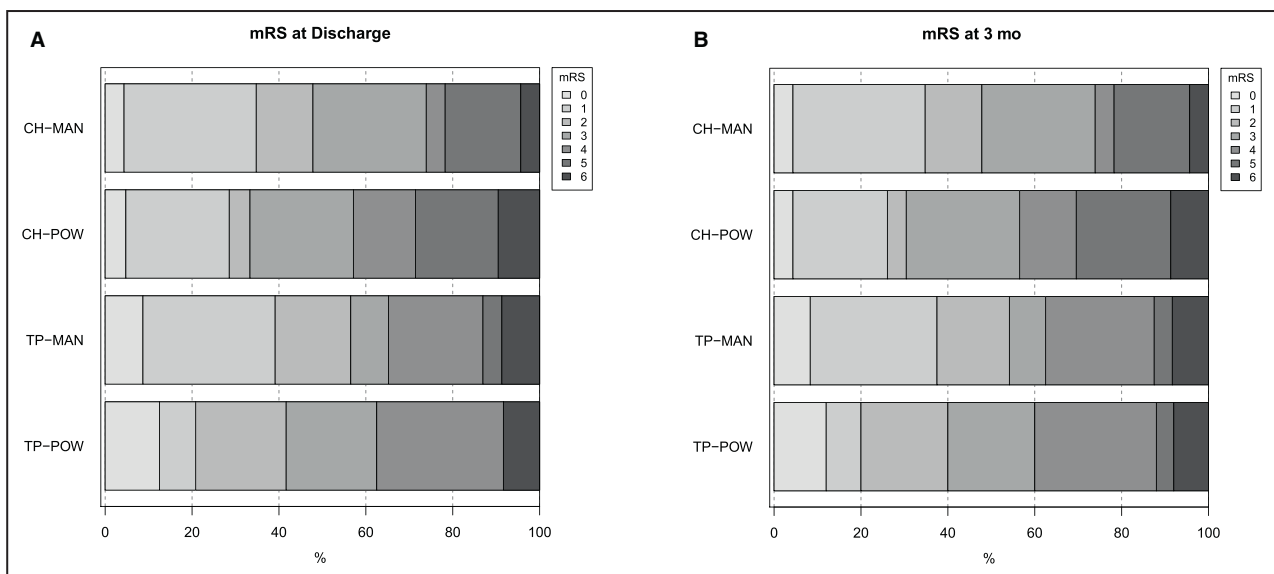 A
mRS at Discharge
mRS
0
1
2
3
4
5
6
CH−MAN
CH−POW
TP−MAN
TP−POW
0 20 40 60 80 100
%
B
mRS at 3 mo
mRS
0
1
2
3
4
5
6
CH−MAN
CH−POW
TP−MAN
TP−POW
0 20 40 60 80 100
%